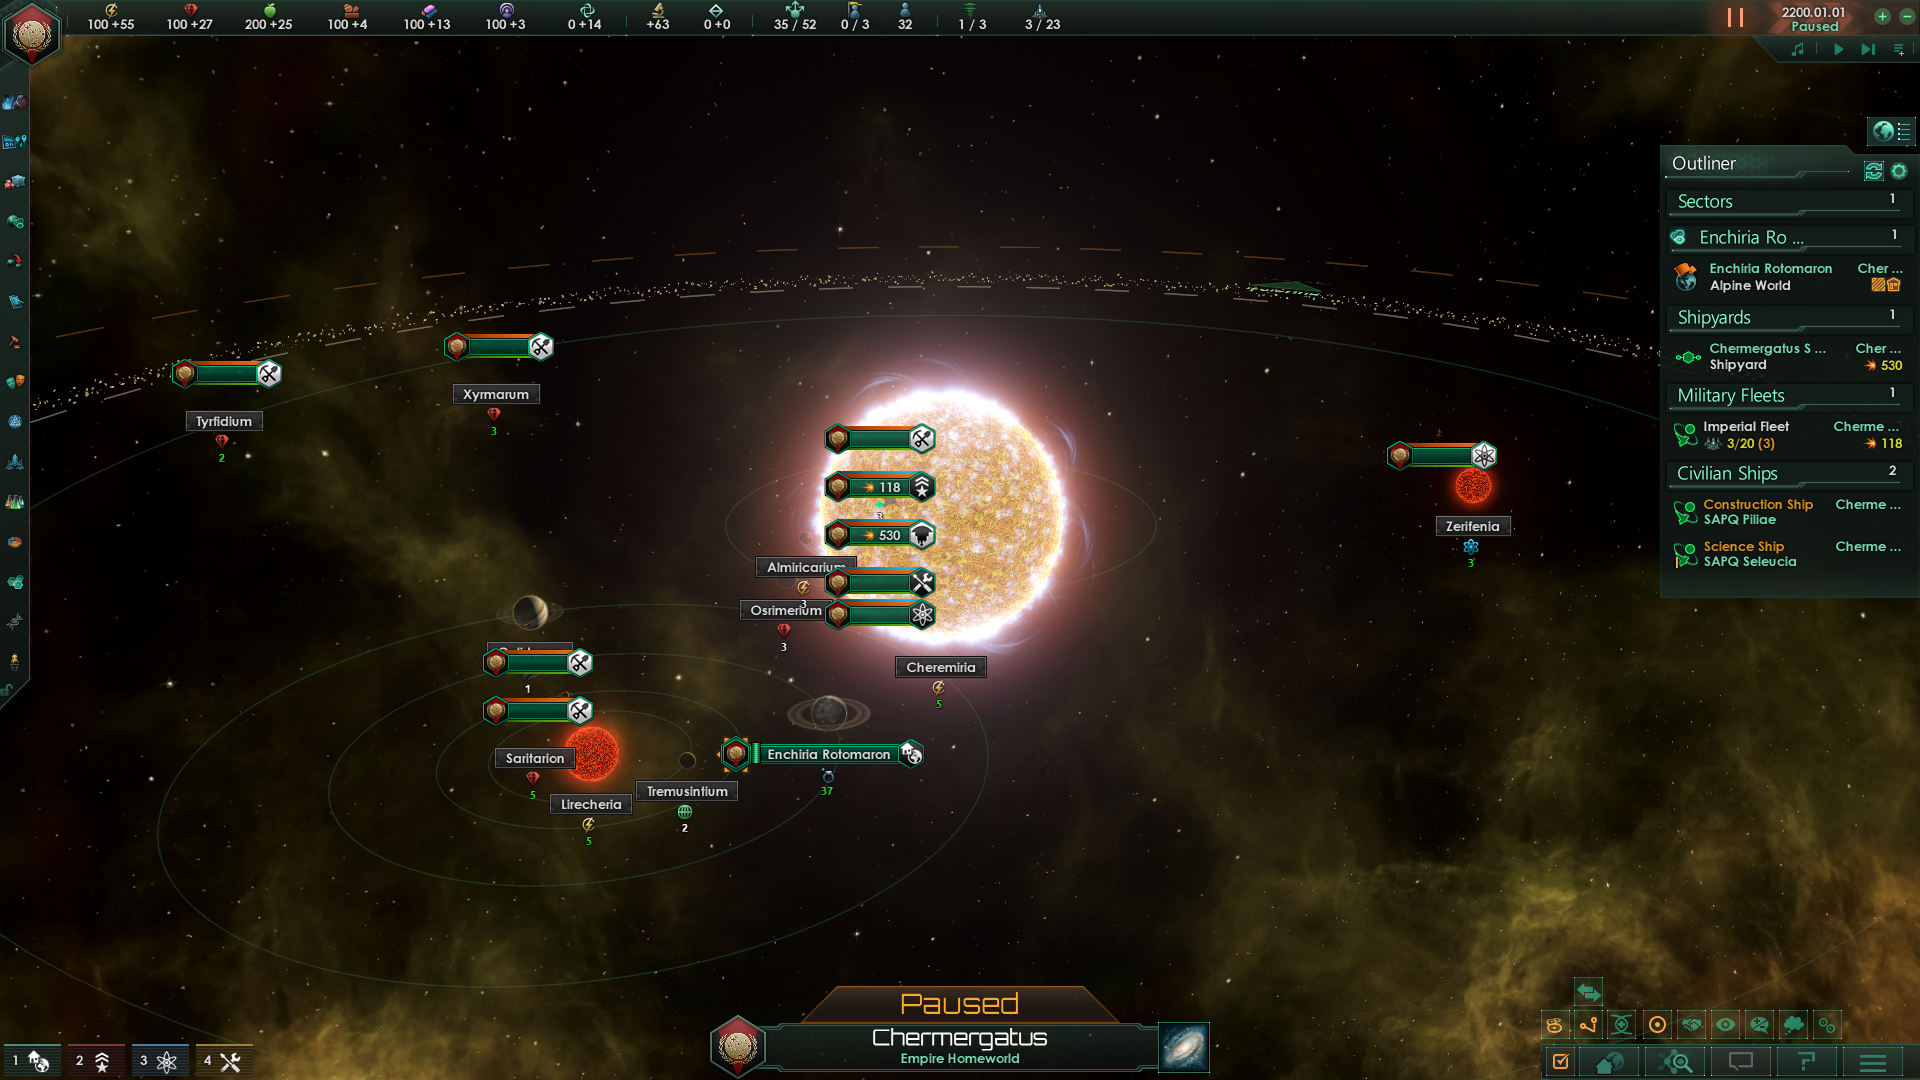 100 +55 100 +27 200 +25 100 +4 100 +13 100 +3 0 +14 +63 0 +0 35 / 52 0 / 3 32 1 / 3 3 / 23
2200.01.01
Paused
Outliner
Sectors 1
Enchiria Ro ... 1
Enchiria Rotomaron Cher ...
Alpine World
Shipyards 1
Chermergatus S ... Cher ...
Shipyard 530
Military Fleets 1
Imperial Fleet Cherme ...
3/20 (3) 118
Civilian Ships 2
Construction Ship Cherme ...
SAPQ Piliae
Science Ship Cherme ...
SAPQ Seleucia
Xyrmarum
3
Tyrfidium
2
118
3
530
Zerifenia
3
Almiricarium
3
Osrimerium
3
Cheremiria
5
1
Saritarion
5
Enchiria Rotomaron
37
Tremusintium
2
Lirecheria
5
Paused
Chermergatus
Empire Homeworld
1 2 3 4